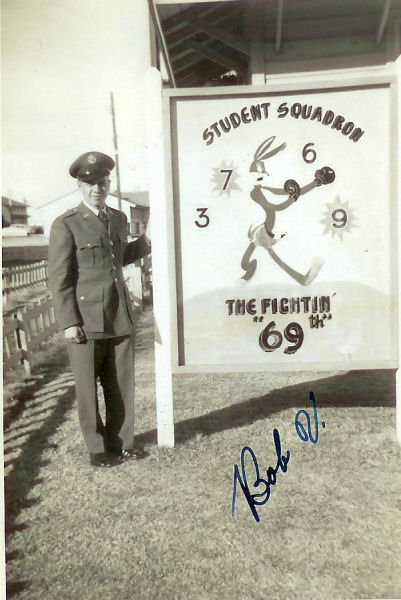 STUDENT SQUADRON
6
7
3
9
THE FIGHTIN'
"69th"
Bob V.